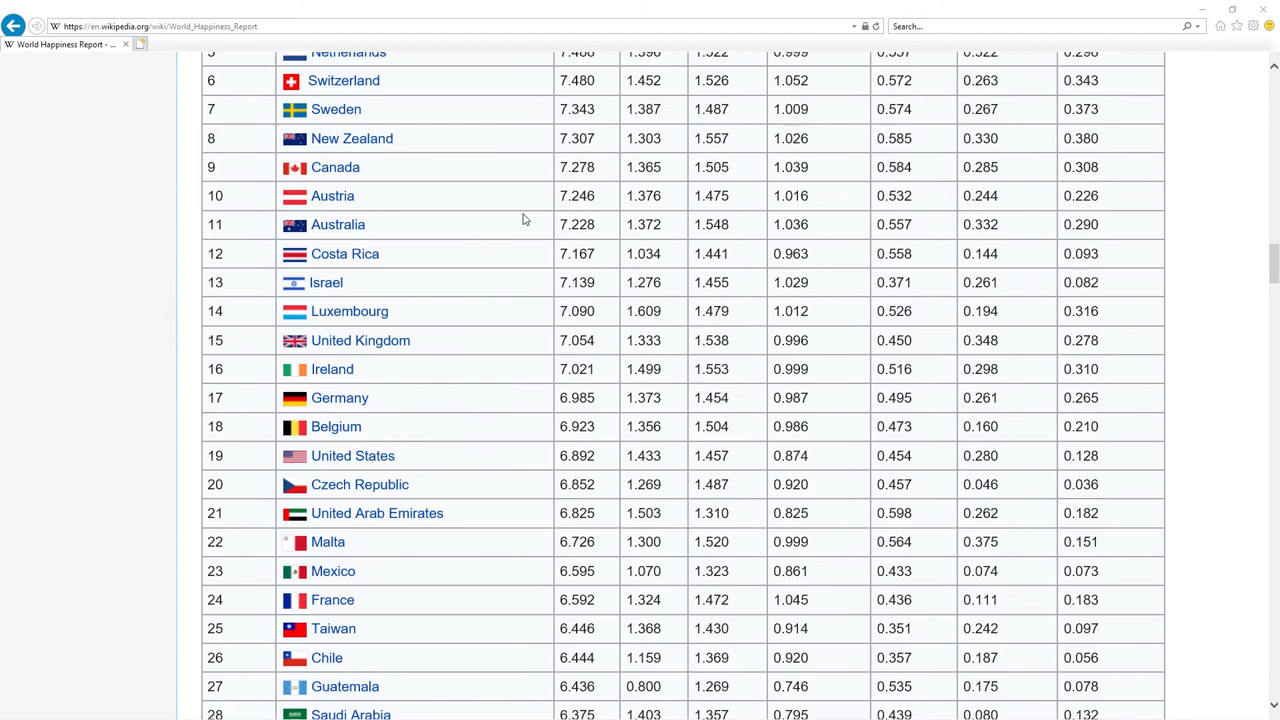 https://en.wikipedia.org/wiki/World_Happiness_Report
Search...
World Happiness Report - ...
Netherlands
6 Switzerland 7.480 1.452 1.526 1.052 0.572 0.343
7 Sweden 7.343 1.387 1.487 1.009 0.574 0.373
8 New Zealand 7.307 1.303 1.557 1.026 0.585 0.330 0.380
9 Canada 7.278 1.365 1.505 1.039 0.584 0.285 0.308
10 Austria 7.246 1.376 1.475 1.016 0.532 0.244 0.226
11 Australia 7.228 1.372 1.548 1.036 0.557 0.332 0.290
12 Costa Rica 7.167 1.034 1.441 0.963 0.558 0.144 0.093
13 Israel 7.139 1.276 1.455 1.029 0.371 0.261 0.082
14 Luxembourg 7.090 1.609 1.479 1.012 0.526 0.194 0.316
15 United Kingdom 7.054 1.333 1.538 0.996 0.450 0.348 0.278
16 Ireland 7.021 1.499 1.553 0.999 0.516 0.298 0.310
17 Germany 6.985 1.373 1.454 0.987 0.495 0.261 0.265
18 Belgium 6.923 1.356 1.504 0.986 0.473 0.160 0.210
19 United States 6.892 1.433 1.457 0.874 0.454 0.280 0.128
20 Czech Republic 6.852 1.269 1.487 0.920 0.457 0.046 0.036
21 United Arab Emirates 6.825 1.503 1.310 0.825 0.598 0.262 0.182
22 Malta 6.726 1.300 1.520 0.999 0.564 0.375 0.151
23 Mexico 6.595 1.070 1.323 0.861 0.433 0.074 0.073
24 France 6.592 1.324 1.472 1.045 0.436 0.111 0.183
25 Taiwan 6.446 1.368 1.430 0.914 0.351 0.242 0.097
26 Chile 6.444 1.159 1.369 0.920 0.357 0.187 0.056
27 Guatemala 6.436 0.800 1.269 0.746 0.535 0.175 0.078
28 Saudi Arabia 1.403 0.795 0.439